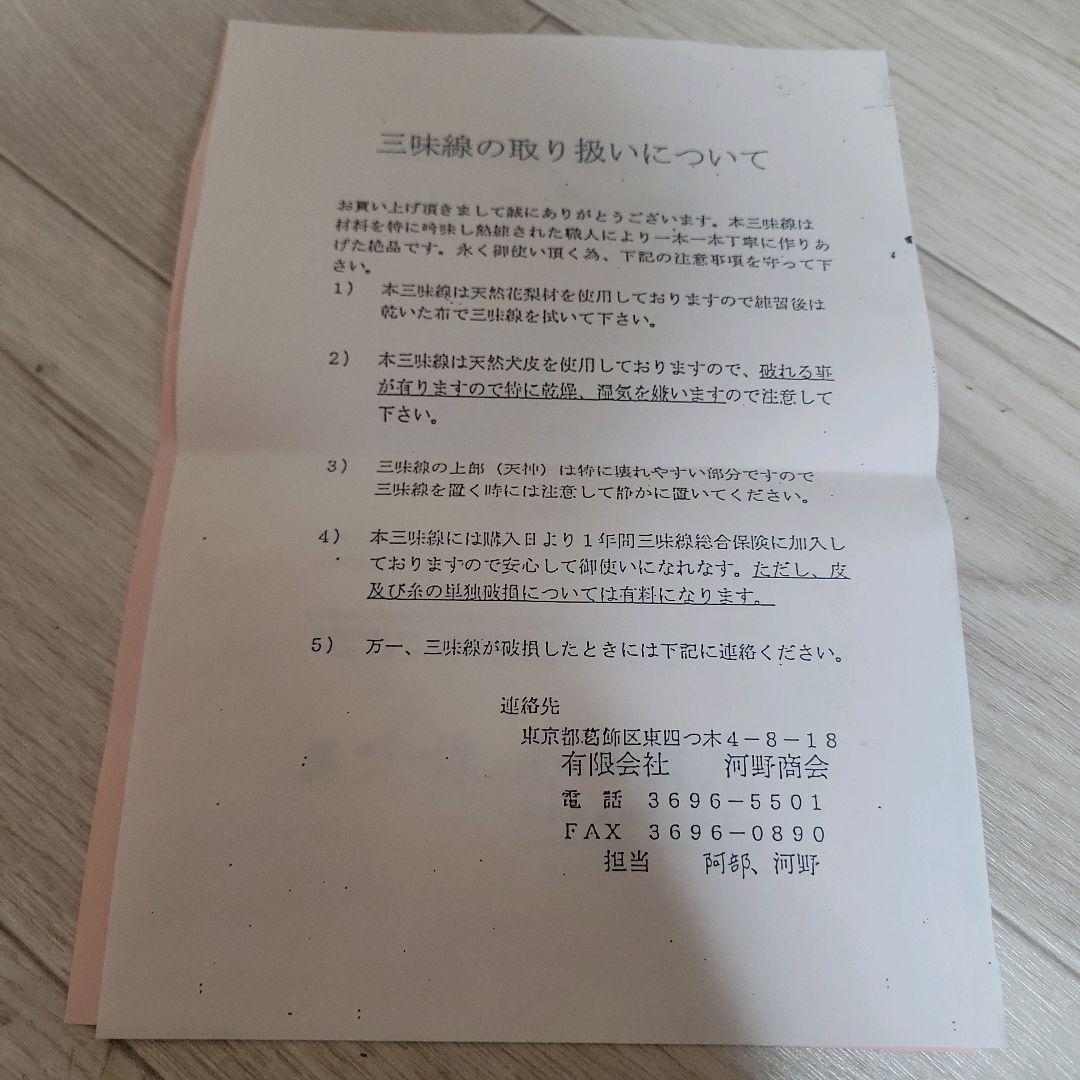 三味線の取り扱いについて
お買い上げ頂きまして誠にありがとうございます。本三味線は
材料を特に吟味し熟練された職人により一本一本丁寧に作りあ
げた絶品です。永く御使い頂く為、下記の注意事項を守って下
さい。
1） 本三味線は天然花梨材を使用しておりますので練習後は
乾いた布で三味線を拭いて下さい。
2） 本三味線は天然犬皮を使用しておりますので、破れる事
が有りますので特に乾燥、湿気を嫌いますので注意して
下さい。
3） 三味線の上部（天神）は特に壊れやすい部分ですので
三味線を置く時には注意して静かに置いてください。
4） 本三味線には購入日より1年間三味線総合保険に加入し
ておりますので安心して御使いになれなす。ただし、皮
及び糸の単独破損については有料になります。
5） 万一、三味線が破損したときには下記に連絡ください。
連絡先
東京都葛飾区東四つ木4－8－18
有限会社　河野商会
電 話 3696－5501
FAX 3696－0890
担当　阿部、河野